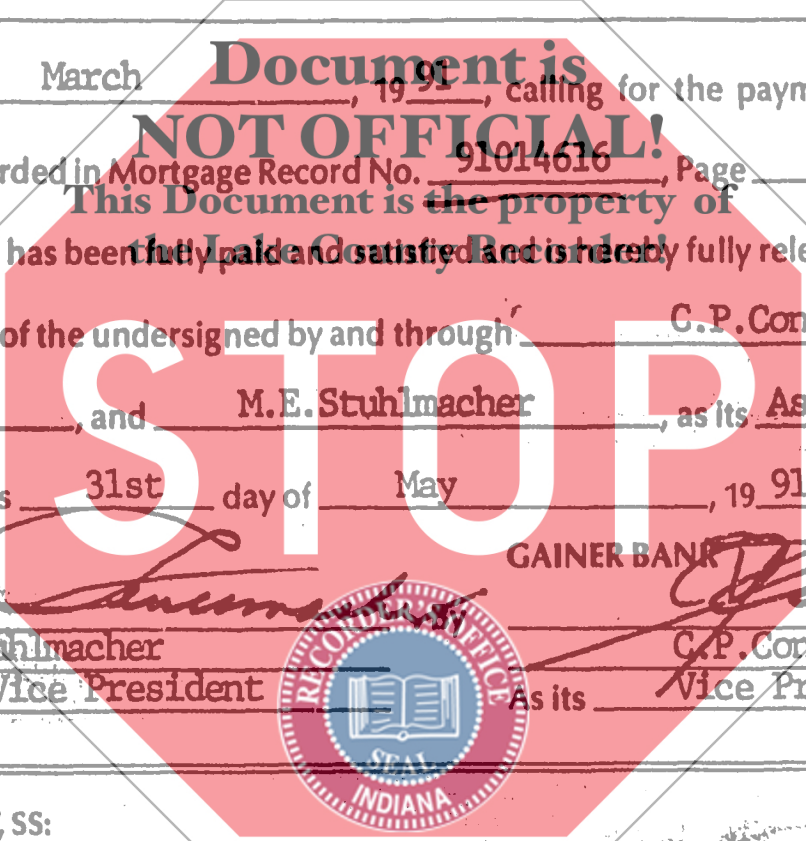 Document is
March , 19 91 , calling for the paym
NOT OFFICIAL!
rded in Mortgage Record No. 91014616 , Page
This Document is the property of
the Lake County Recorder!
has been fully paid and satisfied and is hereby fully rele
of the undersigned by and through C.P.Con
STOP
, and M.E.Stuhlmacher , as its As
s 31st day of May , 19 91
GAINER BANK
By
hlmacher C.P.Con
Vice President As its Vice Pr
RECORDER'S OFFICE
SEAL
INDIANA
, SS: